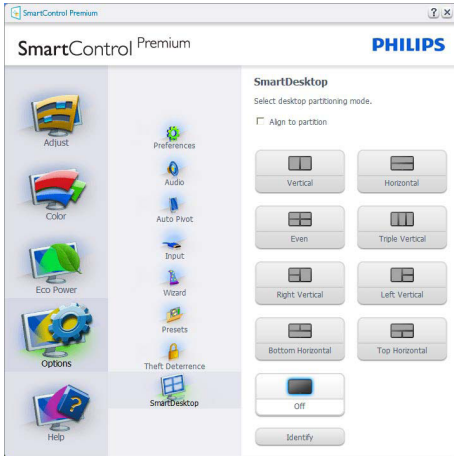 SmartControl Premium
? ×
SmartControl Premium
PHILIPS
Adjust
Color
Eco Power
Options
Help
Preferences
Audio
Auto Pivot
Input
Wizard
Presets
Theft Deterrence
SmartDesktop
SmartDesktop
Select desktop partitioning mode.
Align to partition
Vertical
Horizontal
Even
Triple Vertical
Right Vertical
Left Vertical
Bottom Horizontal
Top Horizontal
Off
Identify